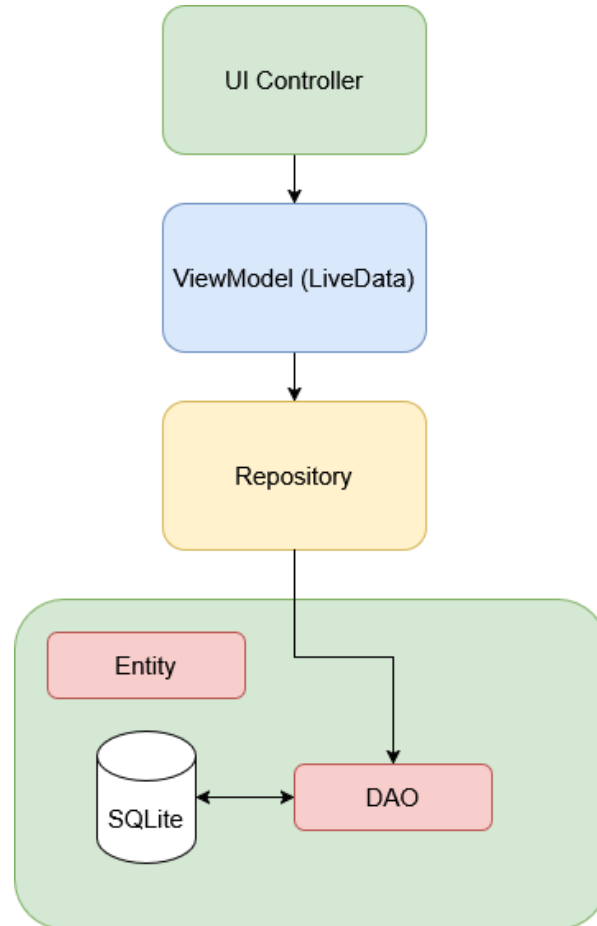 UI Controller
ViewModel (LiveData)
Repository
Entity
SQLite
DAO